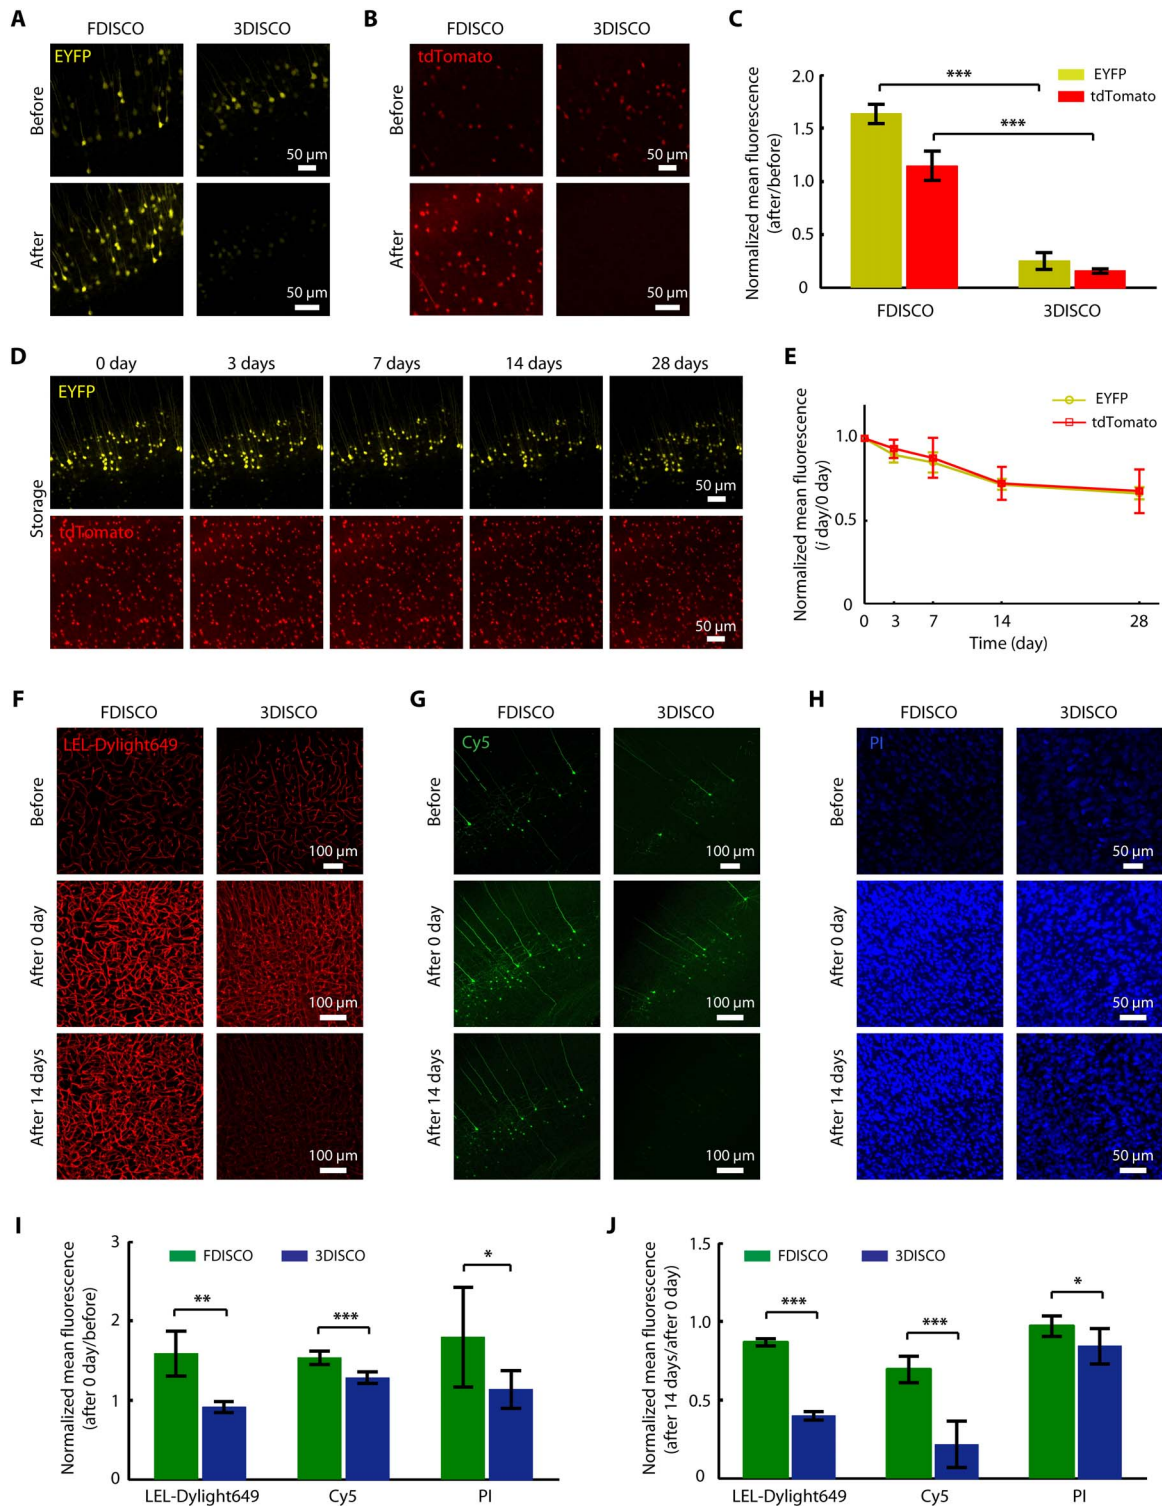 A
FDISCO
3DISCO
EYFP
Before
50 µm
After
50 µm
B
FDISCO
3DISCO
tdTomato
Before
50 µm
After
50 µm
C
Normalized mean fluorescence
(after/before)
2.0
1.5
1.0
0.5
0
***
***
EYFP
tdTomato
FDISCO
3DISCO
D
0 day
3 days
7 days
14 days
28 days
Storage
EYFP
50 µm
tdTomato
50 µm
E
Normalized mean fluorescence
(i day/0 day)
1.0
0.5
0
EYFP
tdTomato
0
3
7
14
28
Time (day)
F
FDISCO
3DISCO
LEL-Dylight649
Before
100 µm
After 0 day
100 µm
After 14 days
100 µm
G
FDISCO
3DISCO
Cy5
Before
100 µm
After 0 day
100 µm
After 14 days
100 µm
H
FDISCO
3DISCO
PI
Before
50 µm
After 0 day
50 µm
After 14 days
50 µm
I
Normalized mean fluorescence
(after 0 day/before)
3
2
1
0
FDISCO
3DISCO
**
***
*
LEL-Dylight649
Cy5
PI
J
Normalized mean fluorescence
(after 14 days/after 0 day)
1.5
1.0
0.5
0
FDISCO
3DISCO
***
***
*
LEL-Dylight649
Cy5
PI